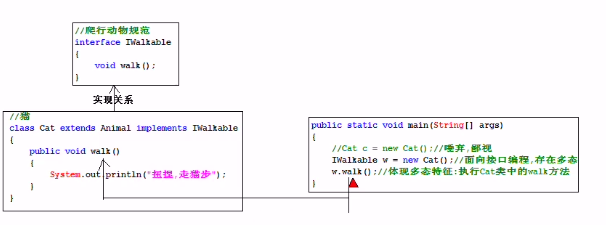 //爬行动物规范
interface IWalkable
{
void walk();
}
实现关系
//猫
class Cat extends Animal implements IWalkable
{
public void walk()
{
System.out.println("扭捏,走猫步");
}
}
public static void main(String[] args)
{
//Cat c = new Cat();//唾弃,鄙视
IWalkable w = new Cat();//面向接口编程,存在多态
w.walk();//体现多态特征:执行Cat类中的walk方法
}